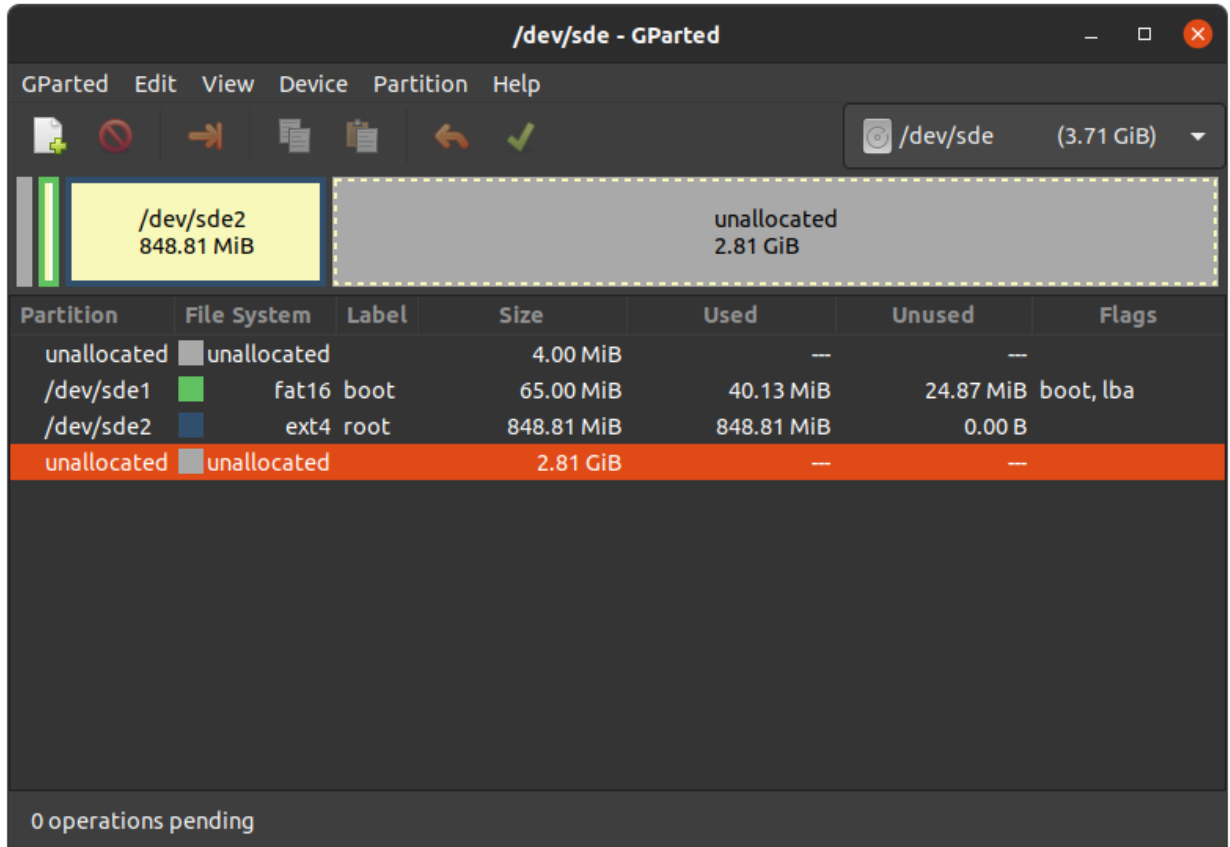 /dev/sde - GParted
GParted Edit View Device Partition Help
/dev/sde (3.71 GiB)
/dev/sde2
848.81 MiB
unallocated
2.81 GiB
Partition File System Label Size Used Unused Flags
unallocated unallocated 4.00 MiB --- ---
/dev/sde1 fat16 boot 65.00 MiB 40.13 MiB 24.87 MiB boot, lba
/dev/sde2 ext4 root 848.81 MiB 848.81 MiB 0.00 B
unallocated unallocated 2.81 GiB --- ---
0 operations pending